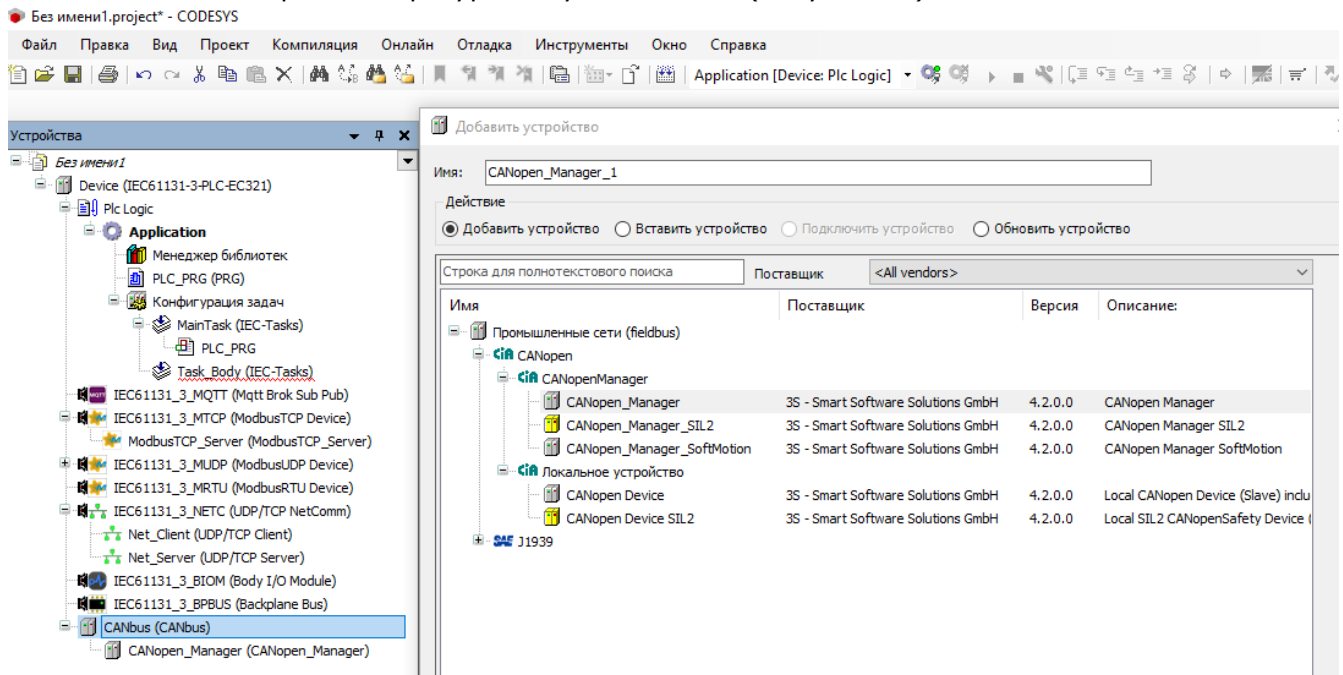 Без имени1.project* - CODESYS
Файл Правка Вид Проект Компиляция Онлайн Отладка Инструменты Окно Справка
Application [Device: Plc Logic]
Устройства
Без имени1
Device (IEC61131-3-PLC-EC321)
Plc Logic
Application
Менеджер библиотек
PLC_PRG (PRG)
Конфигурация задач
MainTask (IEC-Tasks)
PLC_PRG
Task_Body (IEC-Tasks)
IEC61131_3_MQTT (Mqtt Brok Sub Pub)
IEC61131_3_MTCP (ModbusTCP Device)
ModbusTCP_Server (ModbusTCP_Server)
IEC61131_3_MUDP (ModbusUDP Device)
IEC61131_3_MRTU (ModbusRTU Device)
IEC61131_3_NETC (UDP/TCP NetComm)
Net_Client (UDP/TCP Client)
Net_Server (UDP/TCP Server)
IEC61131_3_BIOM (Body I/O Module)
IEC61131_3_BPBUS (Backplane Bus)
CANbus (CANbus)
CANopen_Manager (CANopen_Manager)
Добавить устройство
Имя: CANopen_Manager_1
Действие
Добавить устройство Вставить устройство Подключить устройство Обновить устройство
Строка для полнотекстового поиска Поставщик <All vendors>
Имя Поставщик Версия Описание:
Промышленные сети (fieldbus)
CiA CANopen
CiA CANopenManager
CANopen_Manager 3S - Smart Software Solutions GmbH 4.2.0.0 CANopen Manager
CANopen_Manager_SIL2 3S - Smart Software Solutions GmbH 4.2.0.0 CANopen Manager SIL2
CANopen_Manager_SoftMotion 3S - Smart Software Solutions GmbH 4.2.0.0 CANopen Manager SoftMotion
CiA Локальное устройство
CANopen Device 3S - Smart Software Solutions GmbH 4.2.0.0 Local CANopen Device (Slave) inclu
CANopen Device SIL2 3S - Smart Software Solutions GmbH 4.2.0.0 Local SIL2 CANopenSafety Device (
SAE J1939